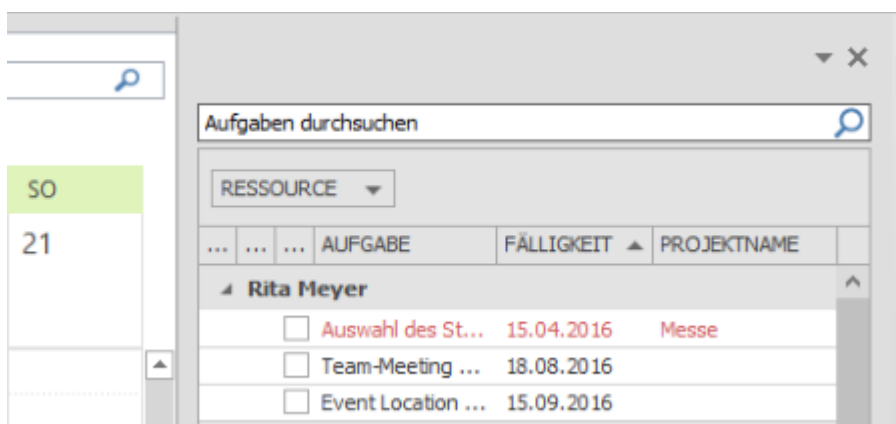 Aufgaben durchsuchen
SO
RESSOURCE
21
... ... ... AUFGABE FÄLLIGKEIT PROJEKTNAME
Rita Meyer
Auswahl des St... 15.04.2016 Messe
Team-Meeting ... 18.08.2016
Event Location ... 15.09.2016